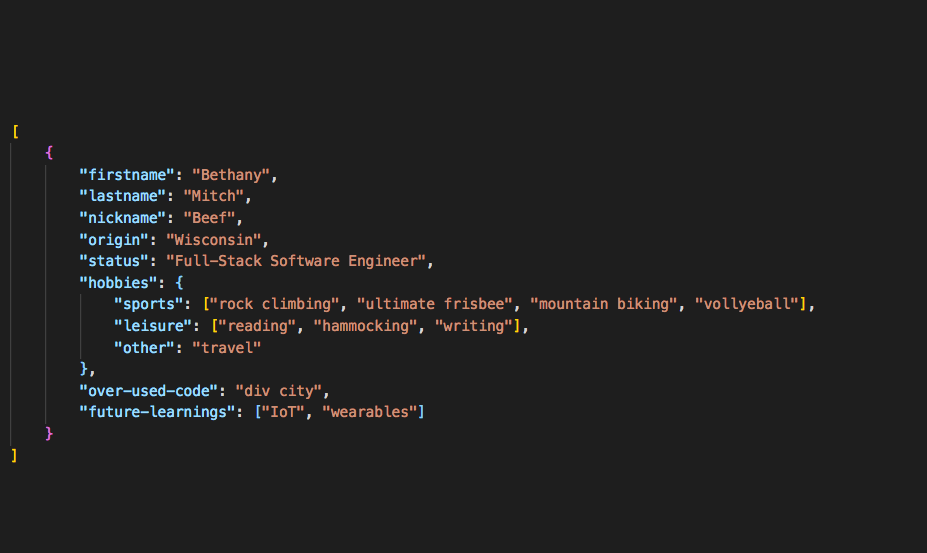 [
{
"firstname": "Bethany",
"lastname": "Mitch",
"nickname": "Beef",
"origin": "Wisconsin",
"status": "Full-Stack Software Engineer",
"hobbies": {
"sports": ["rock climbing", "ultimate frisbee", "mountain biking", "vollyeball"],
"leisure": ["reading", "hammocking", "writing"],
"other": "travel"
},
"over-used-code": "div city",
"future-learnings": ["IoT", "wearables"]
}
]